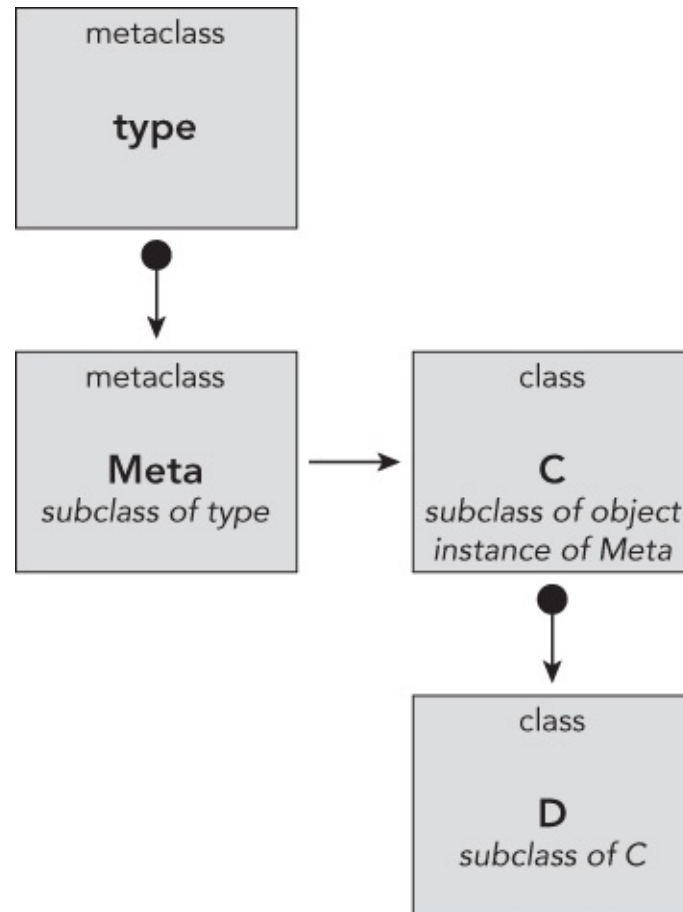 metaclass
type
metaclass
Meta
subclass of type
class
C
subclass of object
instance of Meta
class
D
subclass of C